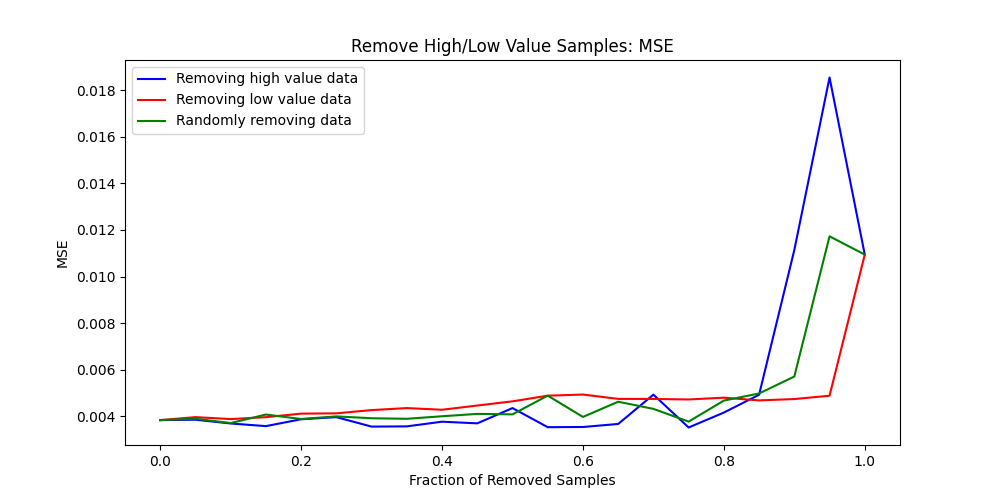 Remove High/Low Value Samples: MSE
Removing high value data
Removing low value data
Randomly removing data
0.018
0.016
0.014
0.012
0.010
0.008
0.006
0.004
MSE
0.0 0.2 0.4 0.6 0.8 1.0
Fraction of Removed Samples